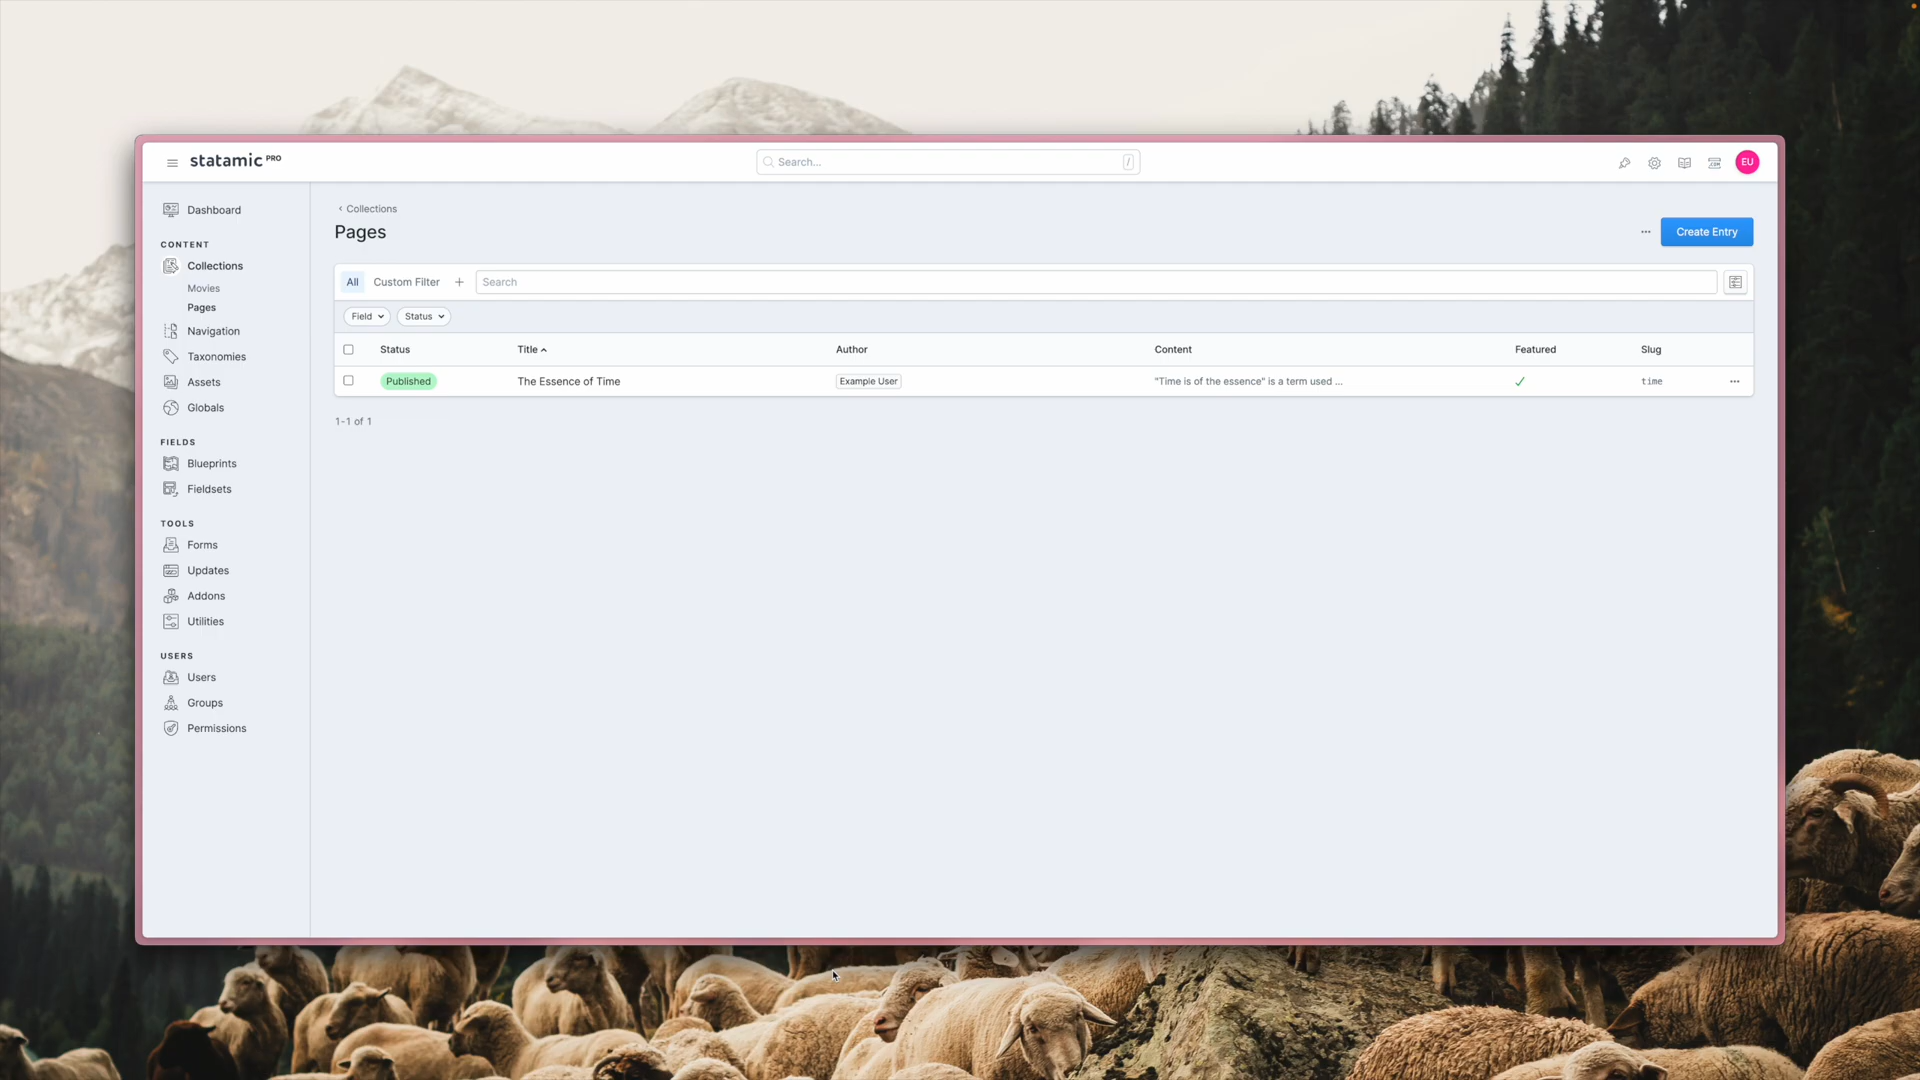 statamic PRO
Search...
/
EU
Dashboard
CONTENT
Collections
Movies
Pages
Navigation
Taxonomies
Assets
Globals
FIELDS
Blueprints
Fieldsets
TOOLS
Forms
Updates
Addons
Utilities
USERS
Users
Groups
Permissions
Collections
Pages
Create Entry
All Custom Filter + Search
Field Status
Status Title Author Content Featured Slug
Published The Essence of Time Example User "Time is of the essence" is a term used ... time
1-1 of 1